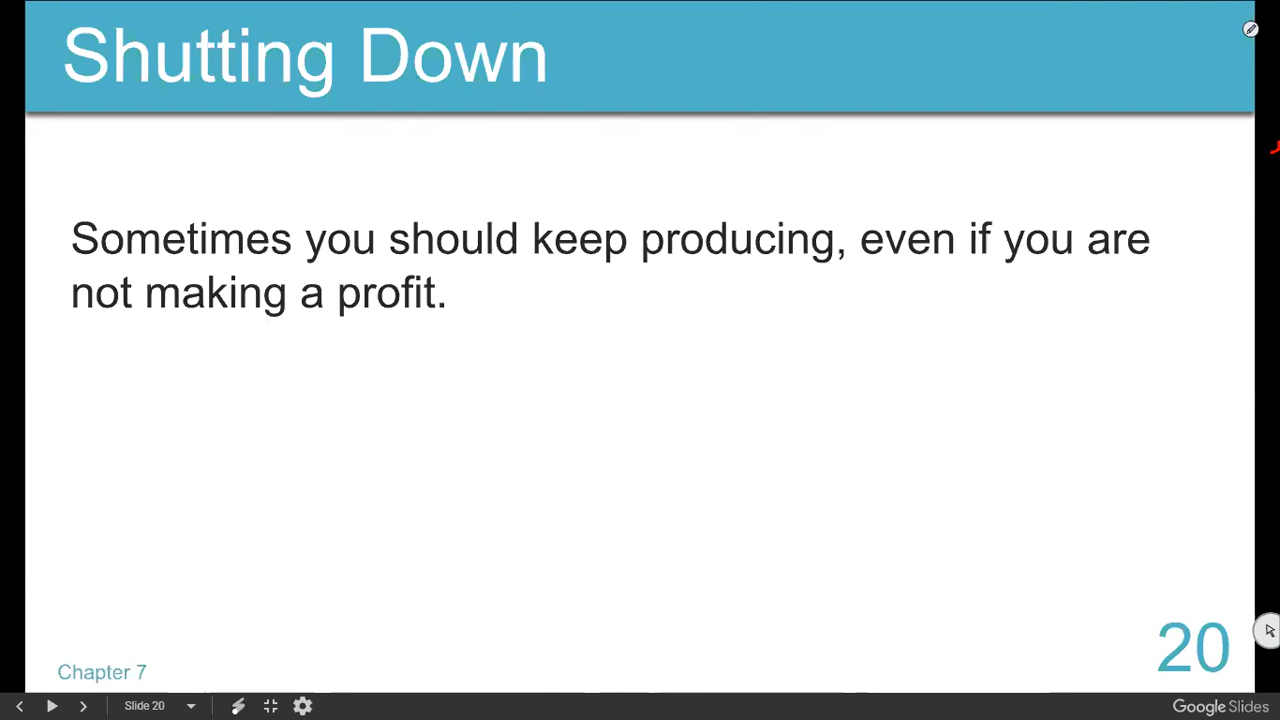 Shutting Down
Sometimes you should keep producing, even if you are
not making a profit.
20
Chapter 7
Slide 20
Google Slides